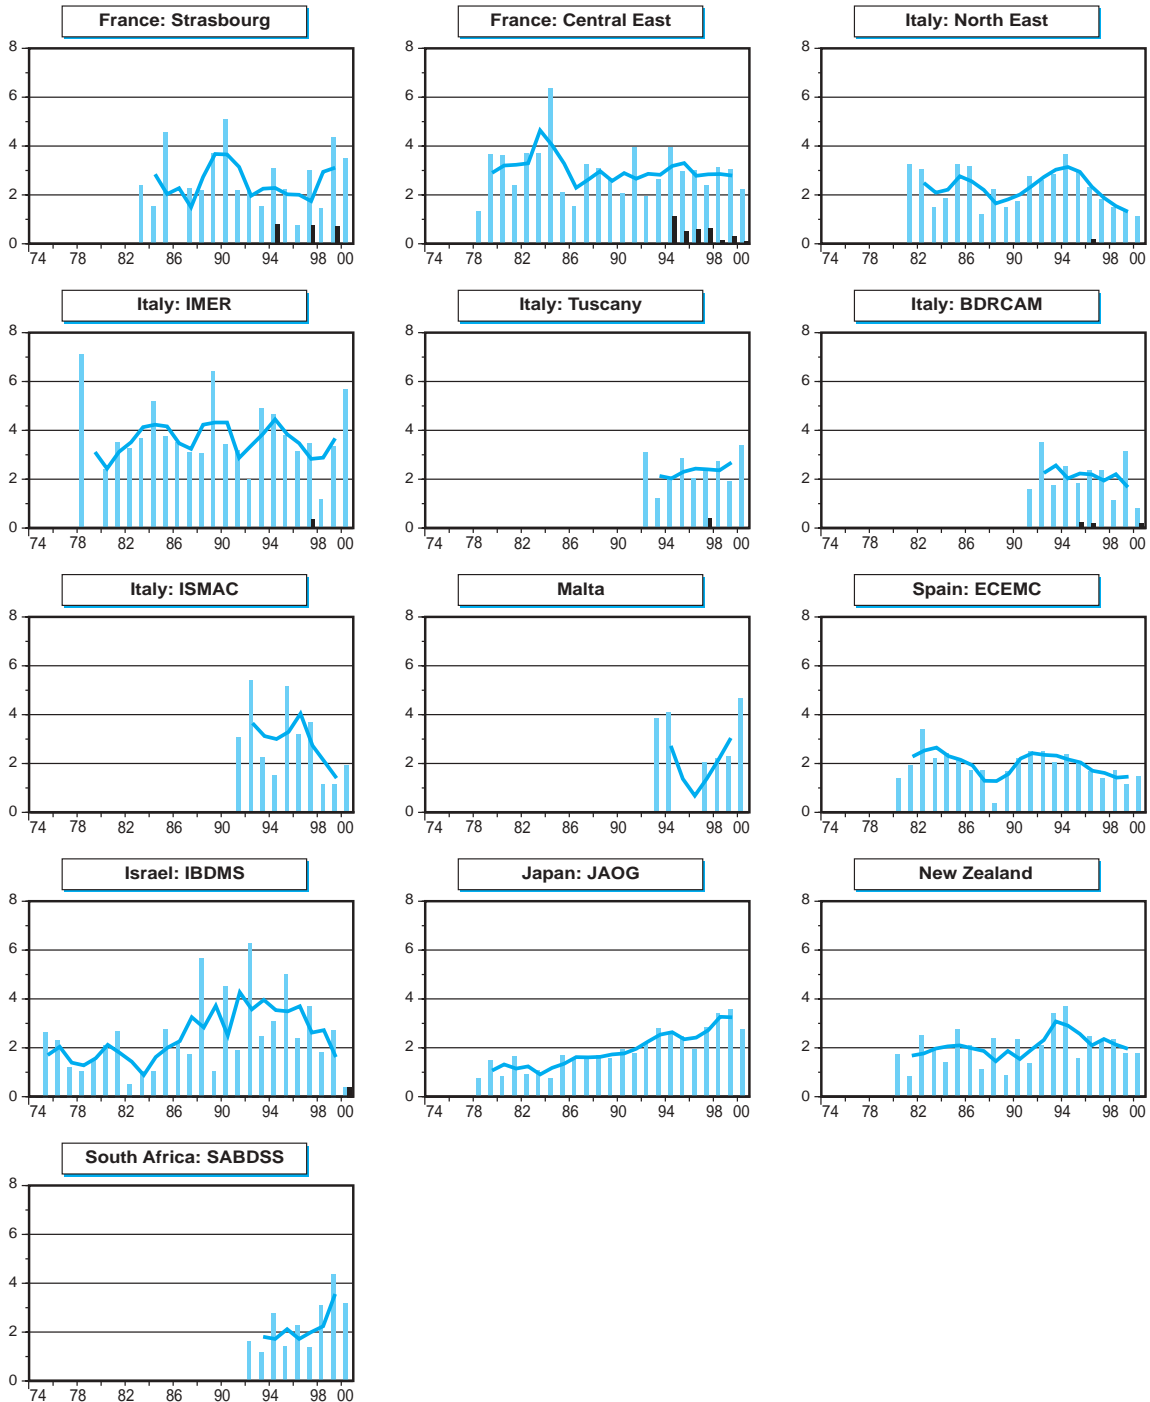 France: Strasbourg
France: Central East
Italy: North East
8
6
4
2
0
74 78 82 86 90 94 98 00
8
6
4
2
0
74 78 82 86 90 94 98 00
8
6
4
2
0
74 78 82 86 90 94 98 00
Italy: IMER
Italy: Tuscany
Italy: BDRCAM
8
6
4
2
0
74 78 82 86 90 94 98 00
8
6
4
2
0
74 78 82 86 90 94 98 00
8
6
4
2
0
74 78 82 86 90 94 98 00
Italy: ISMAC
Malta
Spain: ECEMC
8
6
4
2
0
74 78 82 86 90 94 98 00
8
6
4
2
0
74 78 82 86 90 94 98 00
8
6
4
2
0
74 78 82 86 90 94 98 00
Israel: IBDMS
Japan: JAOG
New Zealand
8
6
4
2
0
74 78 82 86 90 94 98 00
8
6
4
2
0
74 78 82 86 90 94 98 00
8
6
4
2
0
74 78 82 86 90 94 98 00
South Africa: SABDSS
8
6
4
2
0
74 78 82 86 90 94 98 00